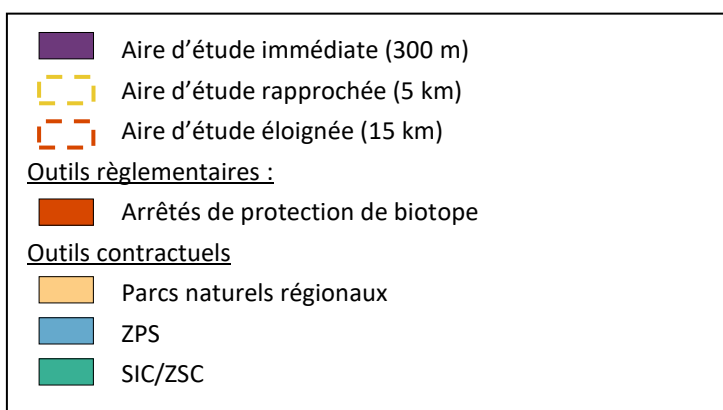 Aire d’étude immédiate (300 m)
Aire d’étude rapprochée (5 km)
Aire d’étude éloignée (15 km)
Outils règlementaires :
Arrêtés de protection de biotope
Outils contractuels
Parcs naturels régionaux
ZPS
SIC/ZSC